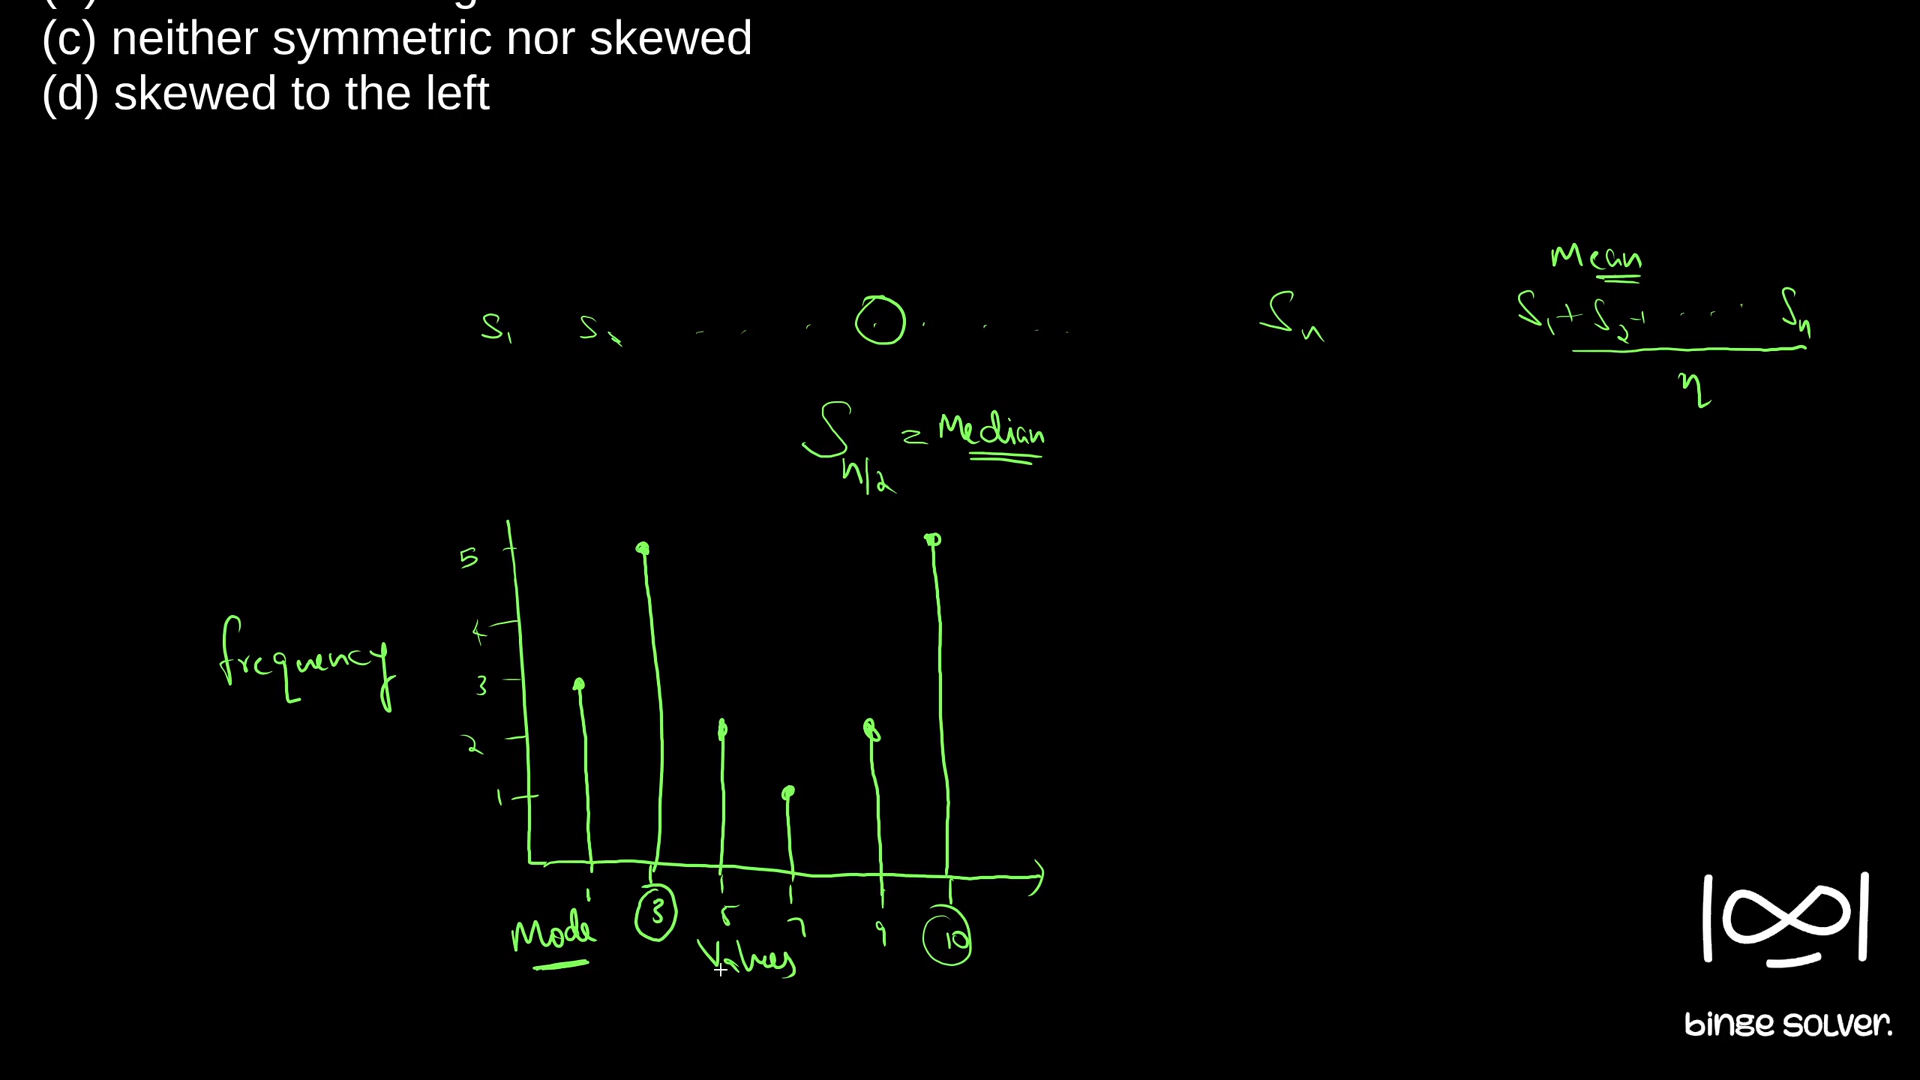 (c) neither symmetric nor skewed
(d) skewed to the left
Mean
S₁ S₂ - - - . . . . . - - Sₙ
S₁ + S₂ + . . . Sₙ
n
Sₙ/₂ = Median
5
4
frequency
3
2
1
1 3 5 7 9 10
Mode
Values
binge solver.